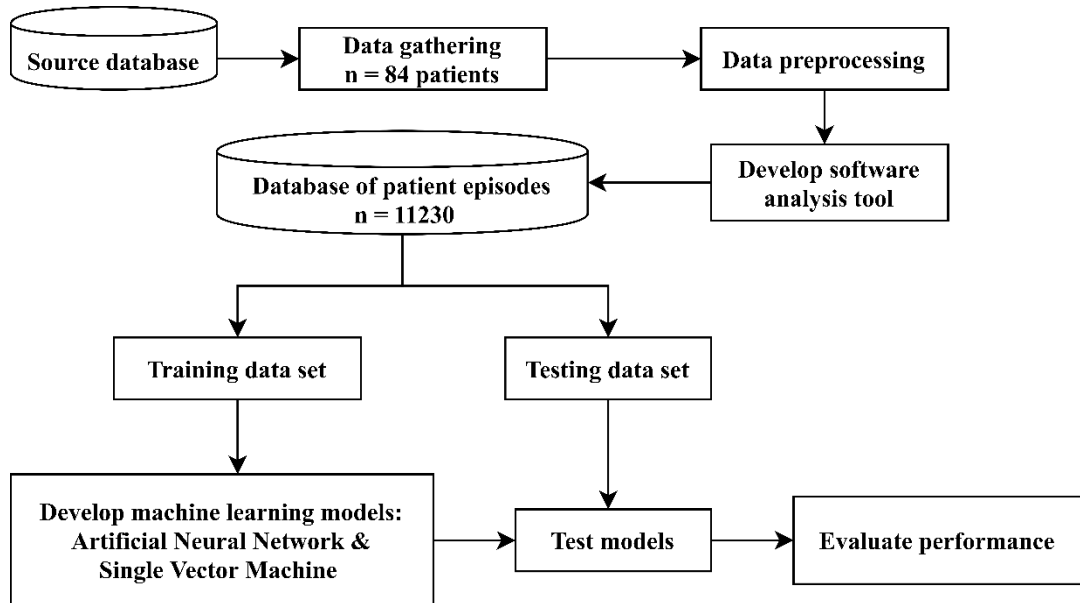 Source database
Data gathering
n = 84 patients
Data preprocessing
Develop software
analysis tool
Database of patient episodes
n = 11230
Training data set
Testing data set
Develop machine learning models:
Artificial Neural Network &
Single Vector Machine
Test models
Evaluate performance